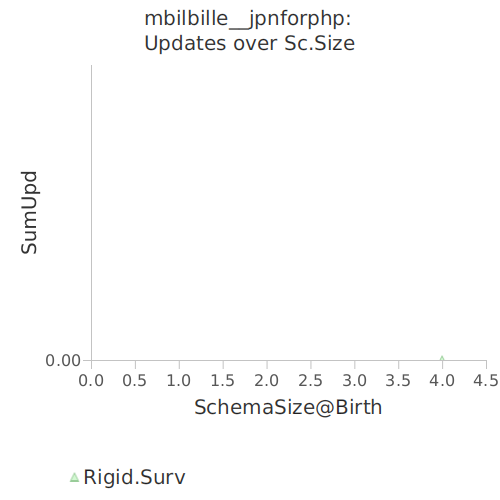 mbilbille__jpnforphp:
Updates over Sc.Size
SumUpd
0.00
0.0 0.5 1.0 1.5 2.0 2.5 3.0 3.5 4.0 4.5
SchemaSize@Birth
Rigid.Surv